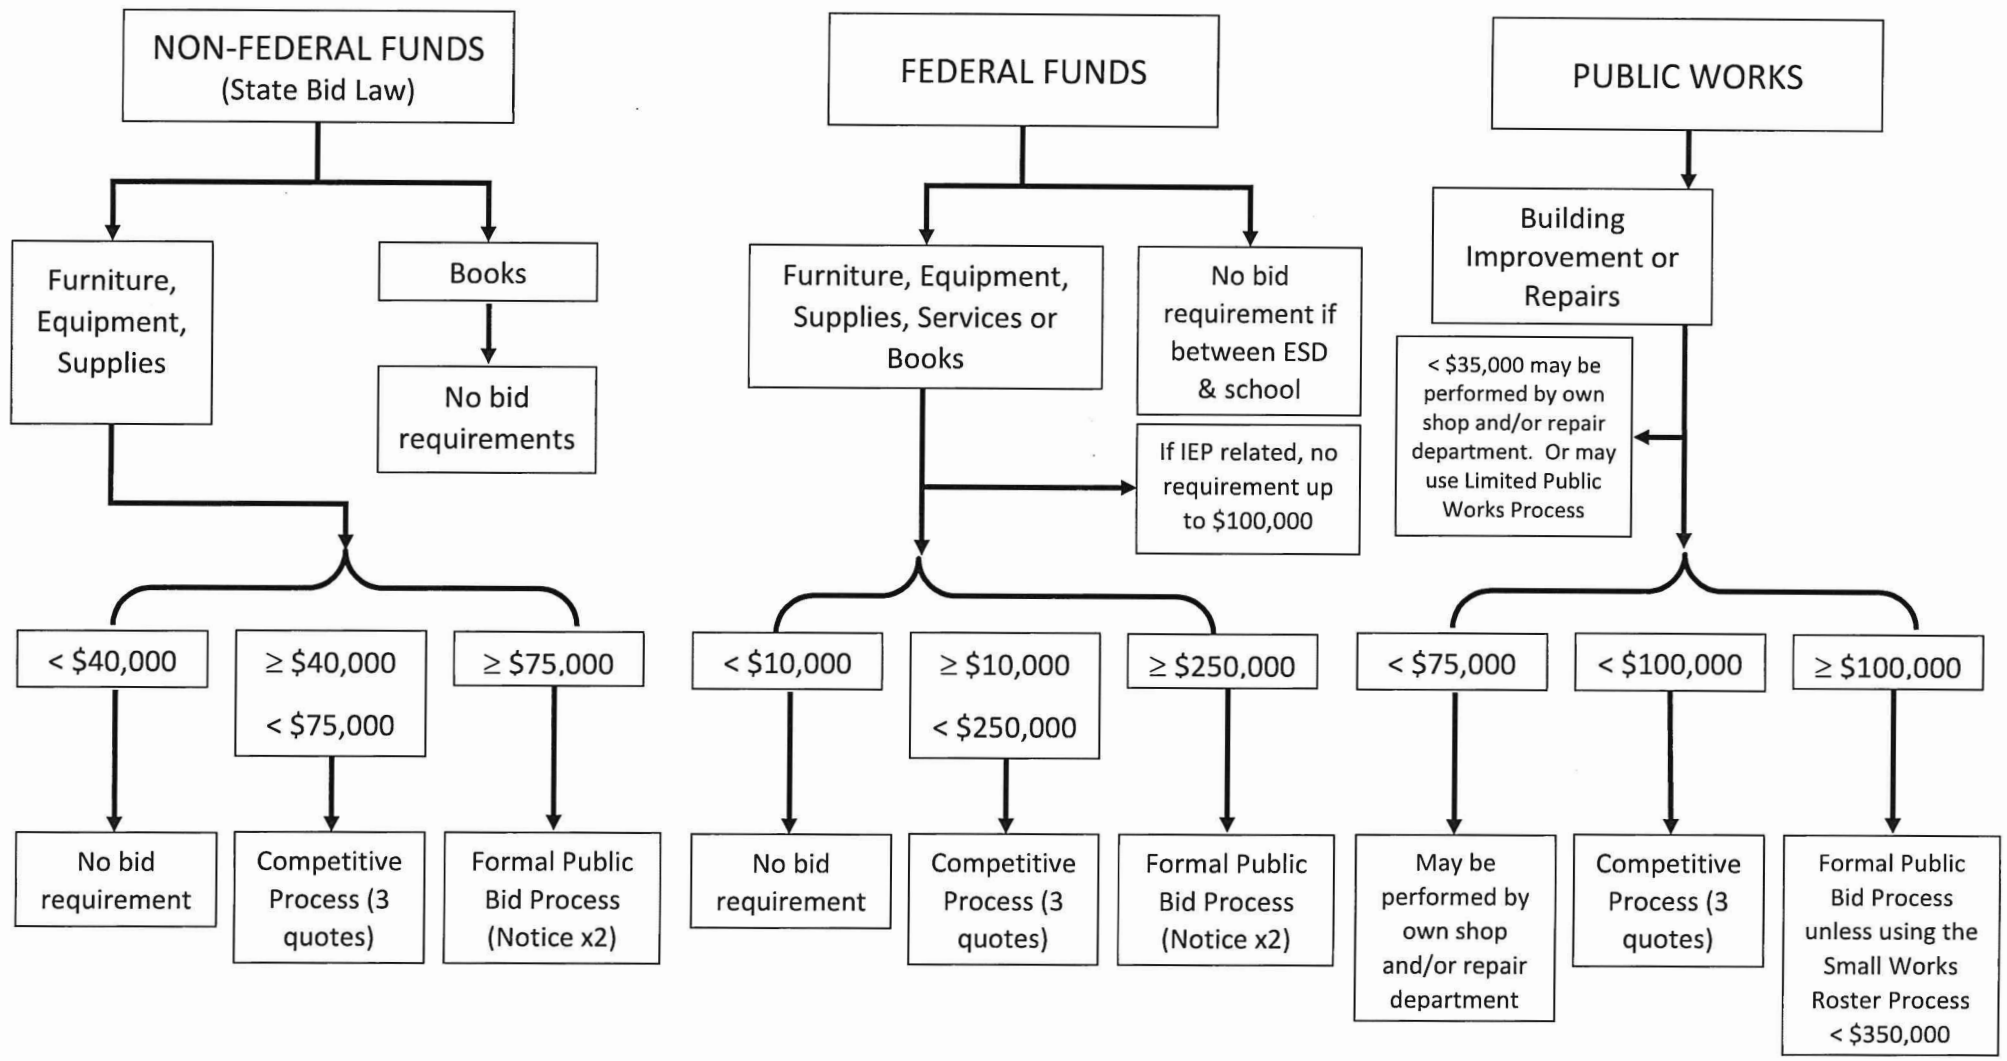 NON-FEDERAL FUNDS
(State Bid Law)
Furniture,
Equipment,
Supplies
Books
No bid
requirements
< $40,000
≥ $40,000
< $75,000
≥ $75,000
No bid
requirement
Competitive
Process (3
quotes)
Formal Public
Bid Process
(Notice x2)
FEDERAL FUNDS
Furniture, Equipment,
Supplies, Services or
Books
No bid
requirement if
between ESD
& school
If IEP related, no
requirement up
to $100,000
< $10,000
≥ $10,000
< $250,000
≥ $250,000
No bid
requirement
Competitive
Process (3
quotes)
Formal Public
Bid Process
(Notice x2)
PUBLIC WORKS
Building
Improvement or
Repairs
< $35,000 may be
performed by own
shop and/or repair
department. Or may
use Limited Public
Works Process
< $75,000
< $100,000
≥ $100,000
May be
performed by
own shop
and/or repair
department
Competitive
Process (3
quotes)
Formal Public
Bid Process
unless using the
Small Works
Roster Process
< $350,000